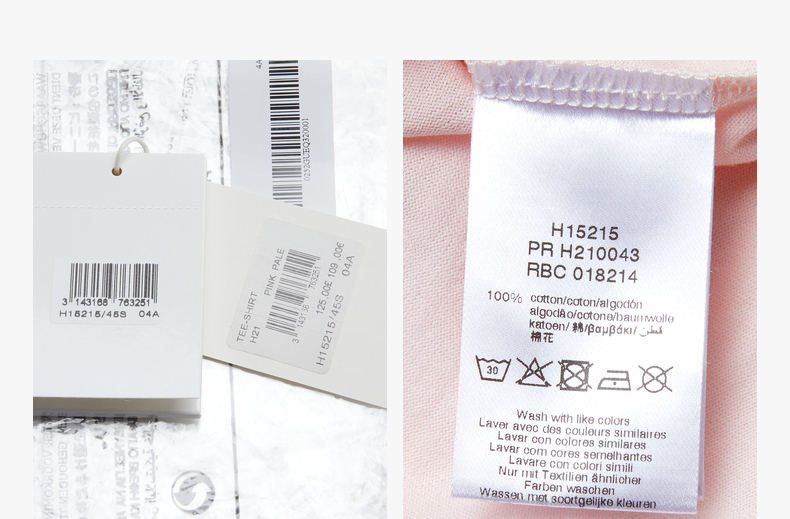 3 143168 763251
H15215/45S 04A
TEE-SHIRT PINK PALE
H21
3 143168 763251
125,00£ 109,00€
H15215/45S 04A
H15215
PR H210043
RBC 018214
100% cotton/coton/algodón
algodão/cotone/baumwolle
katoen/ 綿/βαμβάκι/ قطن
棉花
30
Wash with like colors
Laver avec des couleurs similaires
Lavar con colores similares
Lavar com cores semelhantes
Lavare con colori simili
Nur mit Textilien ähnlicher
Farben waschen
Wassen met soortgelijke kleuren